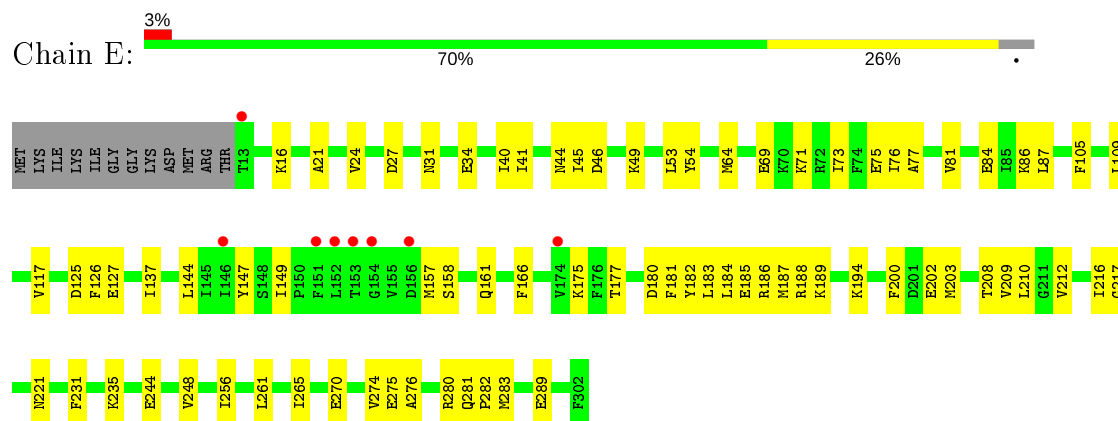 3%
Chain E:
70% 26% •
MET LYS ILE LYS ILE GLY GLY LYS ASP MET ARG THR T13 K16 A21 V24 D27 N31 E34 I40 I41 N44 I45 D46 K49 L53 Y54 M64 E69 K70 K71 R72 I73 F74 E75 I76 A77 V81 E84 I85 K86 L87 F105
V117 D125 F126 E127 I137 L144 I145 I146 Y147 S148 I149 P150 F151 L152 T153 G154 V155 D156 M157 S158 Q161 F166 V174 K175 F176 T177 D180 F181 Y182 L183 L184 E185 R186 M187 R188 K189 K194 F200 D201 E202 M203 T208 V209 L210 G211 V212 I216
N221 F231 K235 E244 V248 I256 L261 I265 E270 V274 E275 A276 R280 Q281 P282 M283 E289 F302